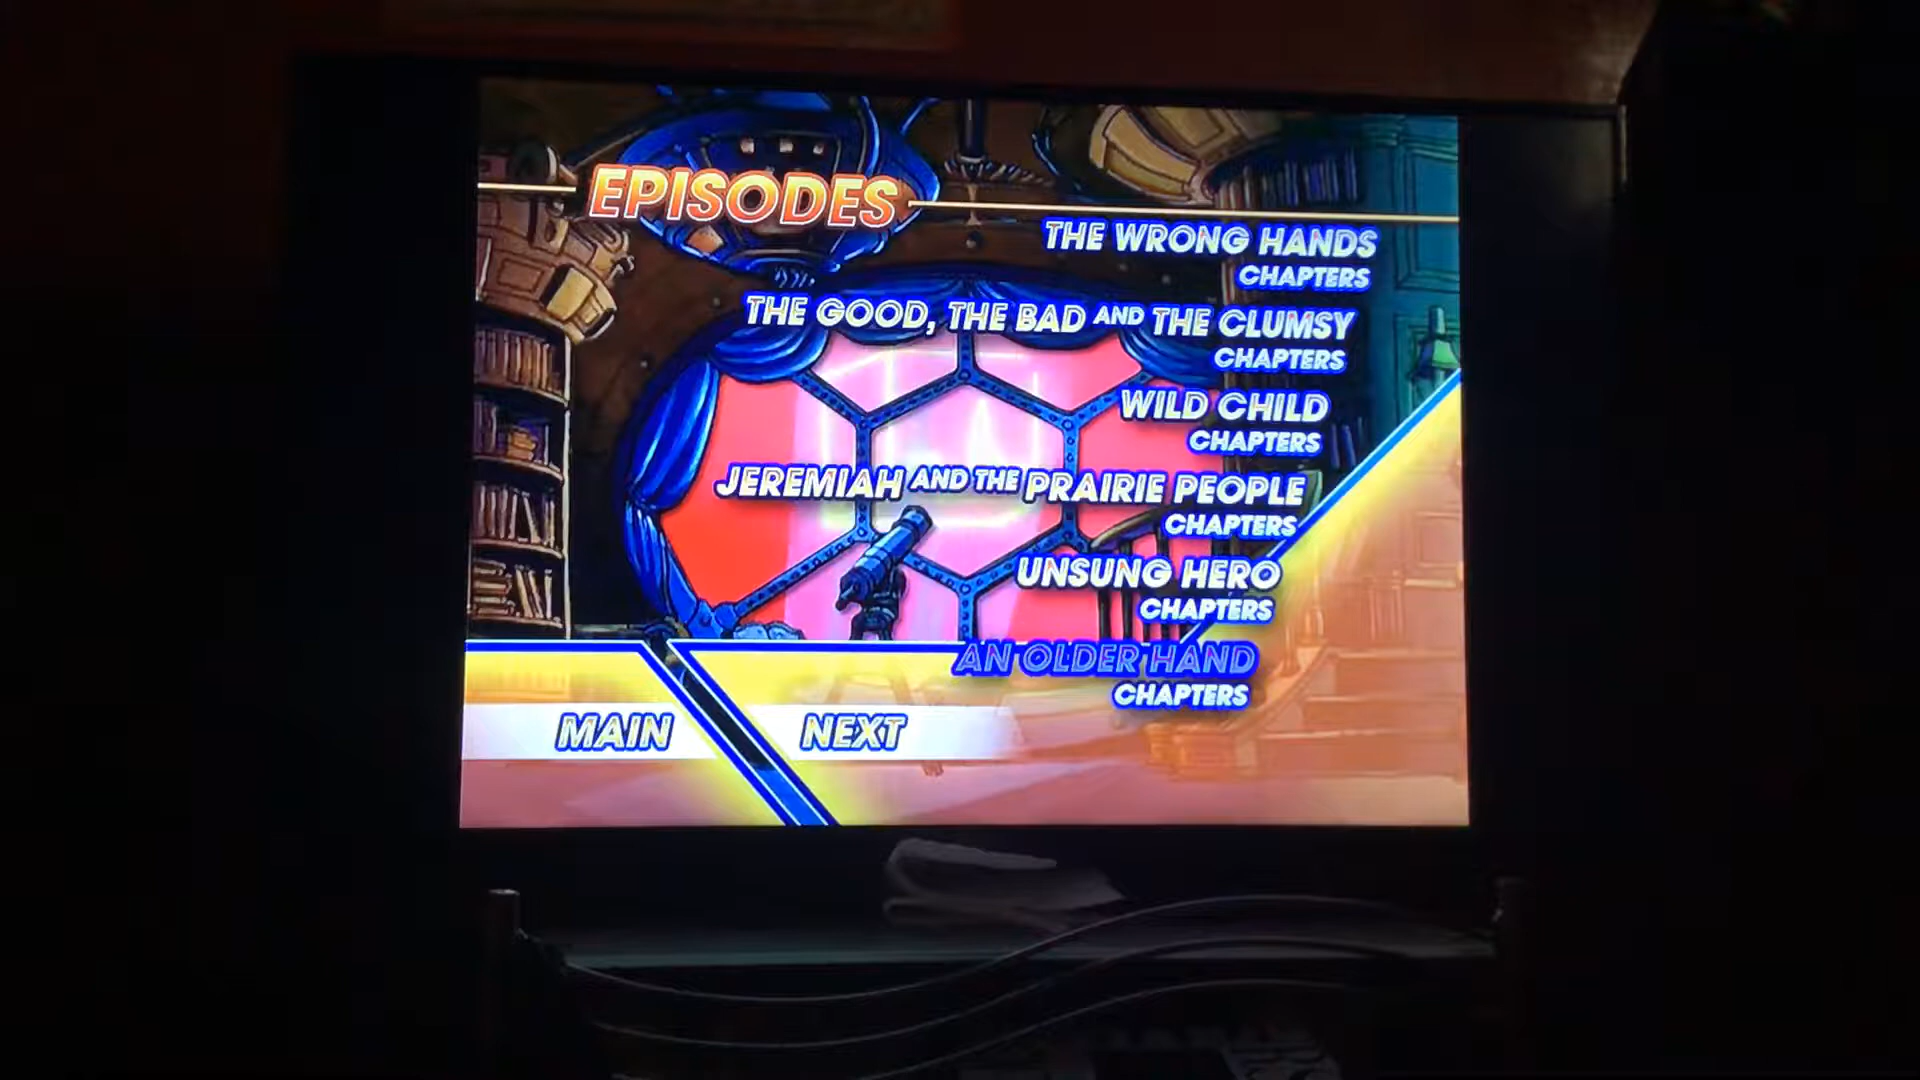 EPISODES
THE WRONG HANDS
CHAPTERS
THE GOOD, THE BAD AND THE CLUMSY
CHAPTERS
WILD CHILD
CHAPTERS
JEREMIAH AND THE PRAIRIE PEOPLE
CHAPTERS
UNSUNG HERO
CHAPTERS
AN OLDER HAND
CHAPTERS
MAIN
NEXT